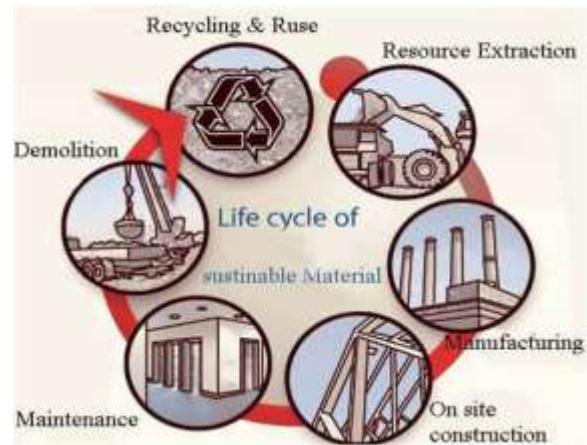 Recycling & Ruse
Resource Extraction
Demolition
Life cycle of
sustinable Material
Manufacturing
Maintenance
On site
construction